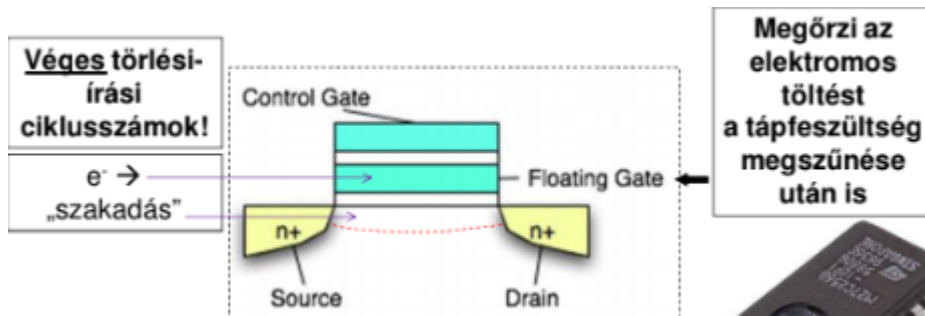 Véges törlési-
írási
ciklusszámok!
e- →
„szakadás”
Control Gate
Floating Gate
n+
n+
Source
Drain
Megőrzi az
elektromos
töltést
a tápfeszültség
megszűnése
után is
SINGAPORE